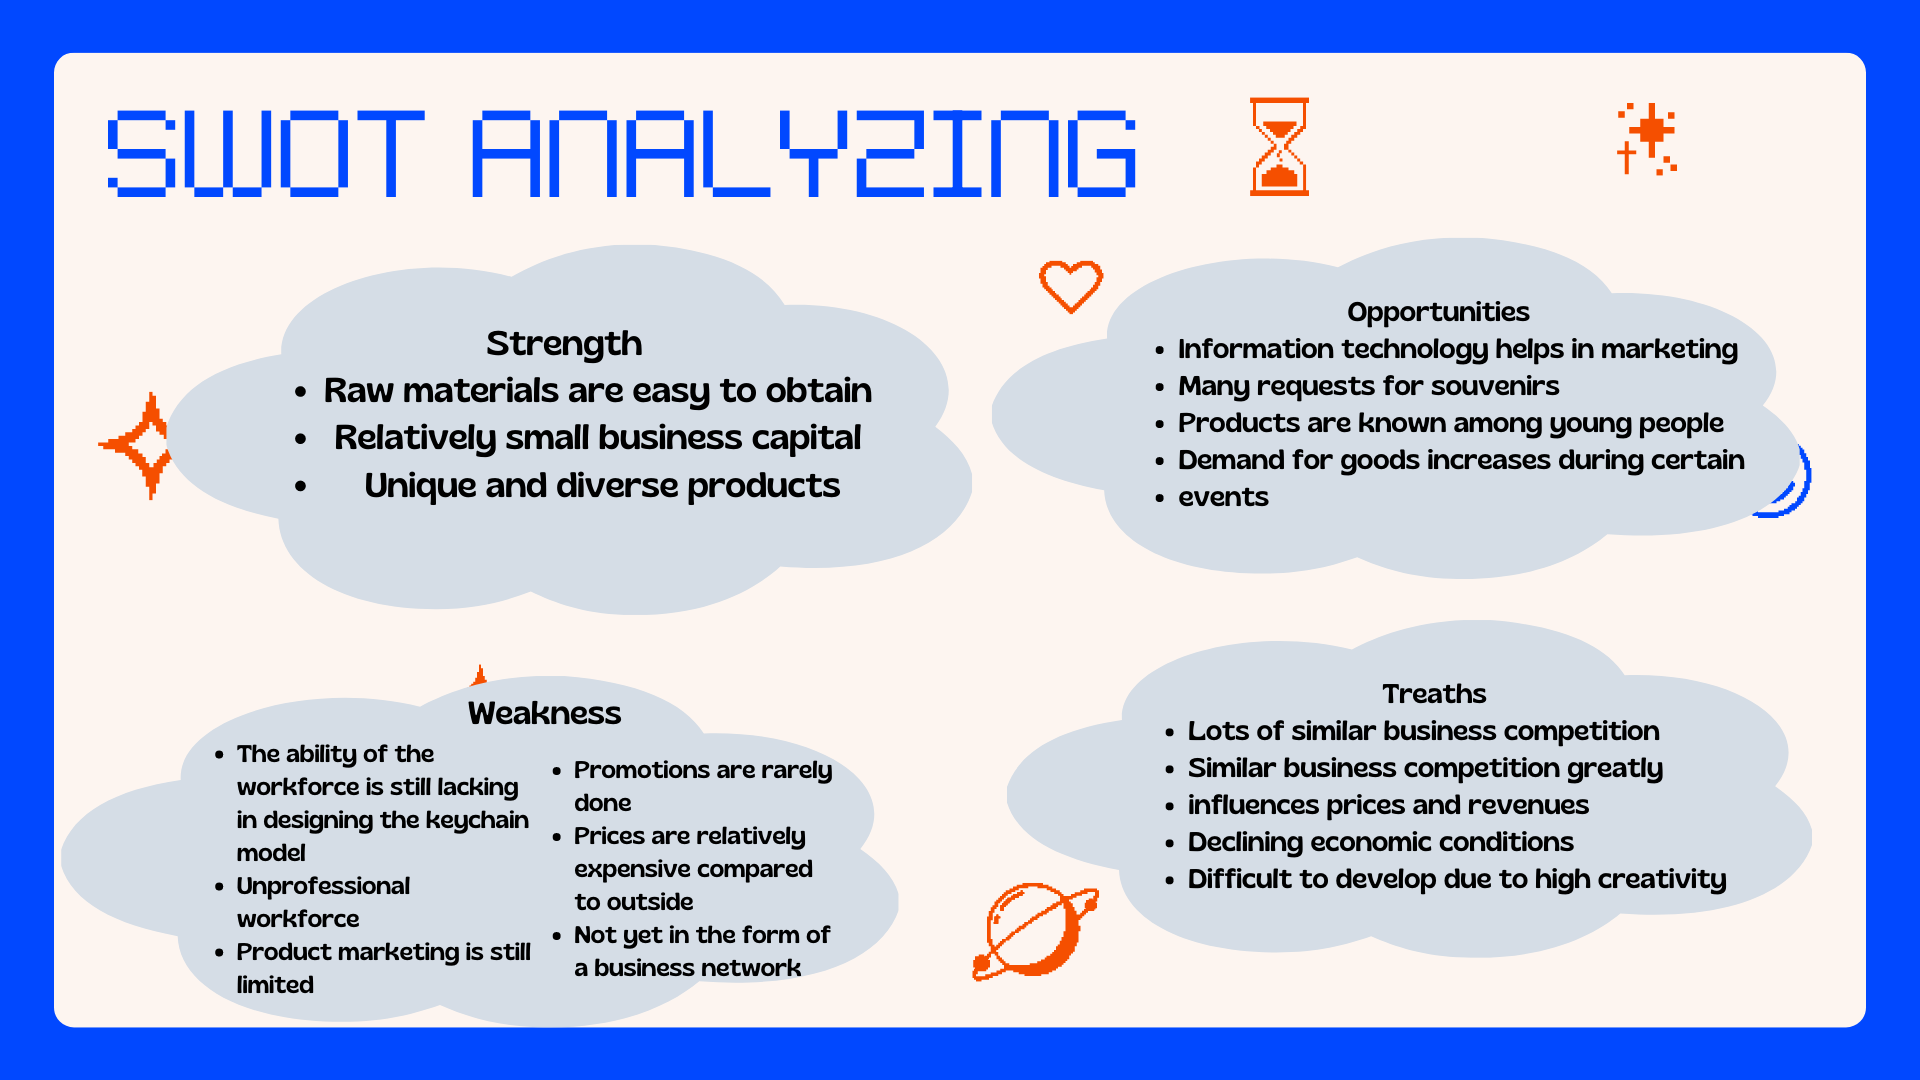 SWOT ANALYZING
Strength
• Raw materials are easy to obtain
• Relatively small business capital
• Unique and diverse products
Opportunities
• Information technology helps in marketing
• Many requests for souvenirs
• Products are known among young people
• Demand for goods increases during certain
• events
Weakness
• The ability of the
workforce is still lacking
in designing the keychain
model
• Unprofessional
workforce
• Product marketing is still
limited
• Promotions are rarely
done
• Prices are relatively
expensive compared
to outside
• Not yet in the form of
a business network
Treaths
• Lots of similar business competition
• Similar business competition greatly
• influences prices and revenues
• Declining economic conditions
• Difficult to develop due to high creativity